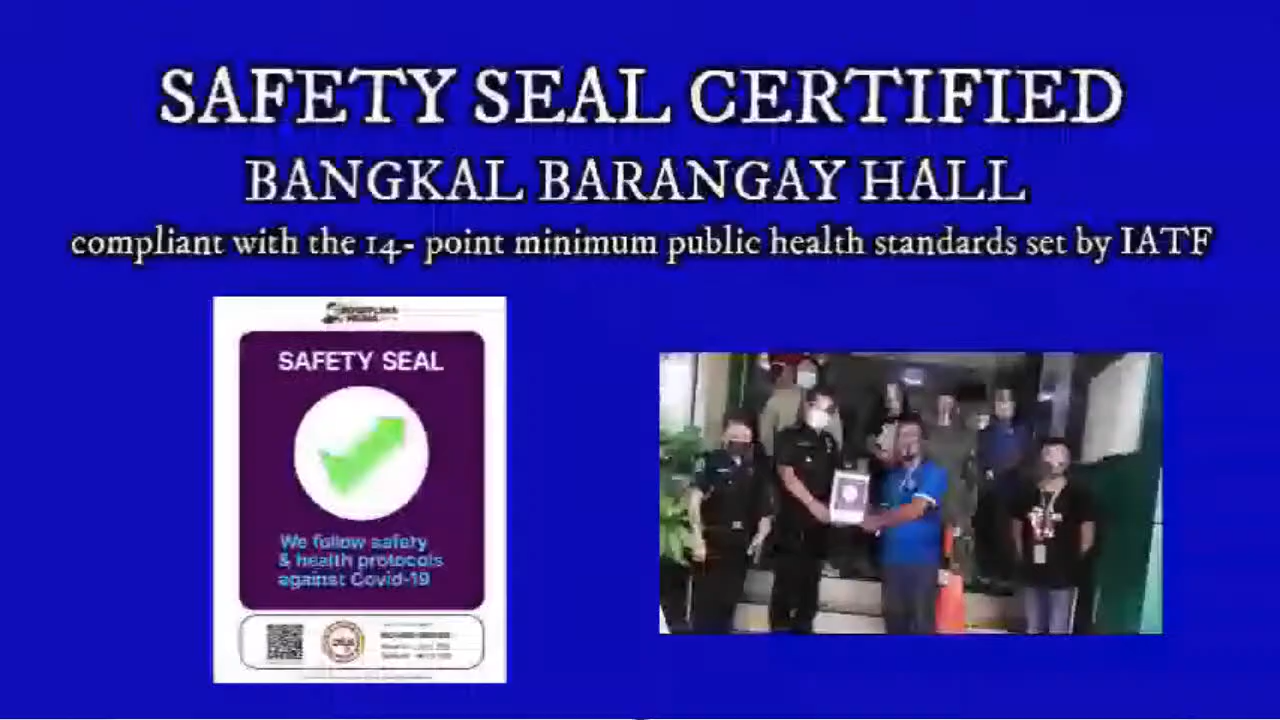 SAFETY SEAL CERTIFIED
BANGKAL BARANGAY HALL
compliant with the 14- point minimum public health standards set by IATF
SAFETY SEAL
We follow safety
& health protocols
against Covid-19